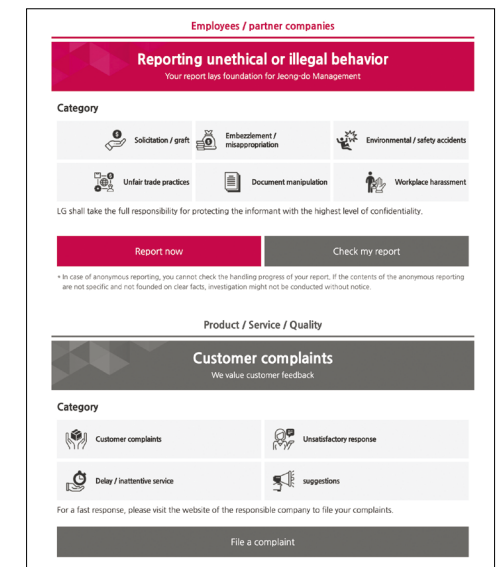 Employees / partner companies
Reporting unethical or illegal behavior
Your report lays foundation for Jeong-do Management
Category
Solicitation / graft
Embezzlement /
misappropriation
Environmental / safety accidents
Unfair trade practices
Document manipulation
Workplace harassment
LG shall take the full responsibility for protecting the informant with the highest level of confidentiality.
Report now
Check my report
* In case of anonymous reporting, you cannot check the handling progress of your report. If the contents of the anonymous reporting
are not specific and not founded on clear facts, investigation might not be conducted without notice.
Product / Service / Quality
Customer complaints
We value customer feedback
Category
Customer complaints
Unsatisfactory response
Delay / inattentive service
suggestions
For a fast response, please visit the website of the responsible company to file your complaints.
File a complaint